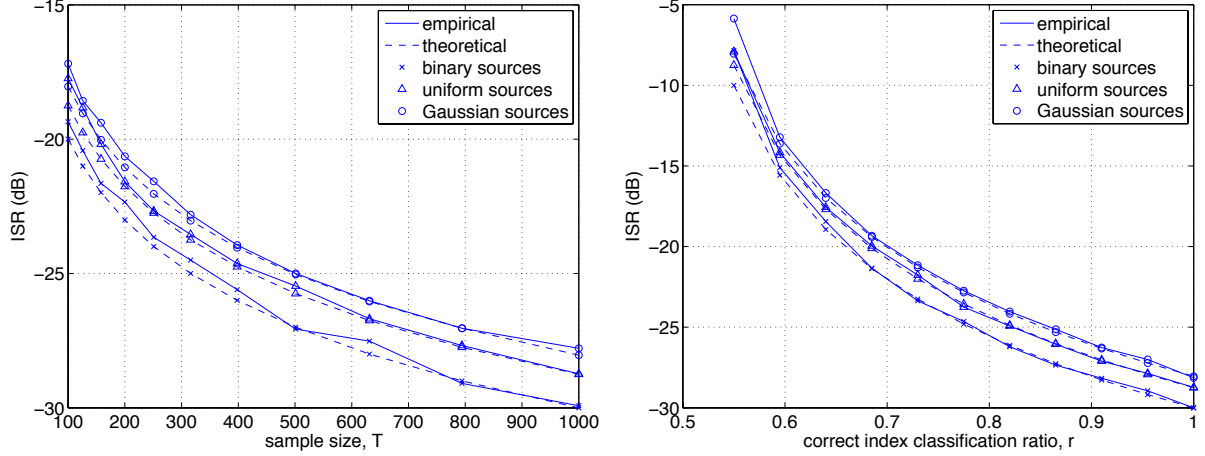 −15
−20
−25
−30
ISR (dB)
100 200 300 400 500 600 700 800 900 1000
sample size, T
empirical
theoretical
binary sources
uniform sources
Gaussian sources
−5
−10
−15
−20
−25
−30
ISR (dB)
0.5 0.6 0.7 0.8 0.9 1
correct index classification ratio, r
empirical
theoretical
binary sources
uniform sources
Gaussian sources